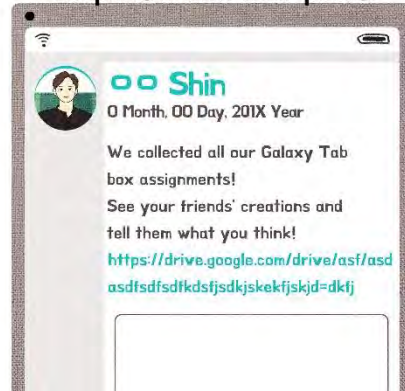 ㅇㅇ Shin
0 Month, 00 Day, 201X Year
We collected all our Galaxy Tab
box assignments!
See your friends' creations and
tell them what you think!
https://drive.google.com/drive/asf/asd
asdfsdfsdfkdsfjsdkjskekfjskjd=dkfj